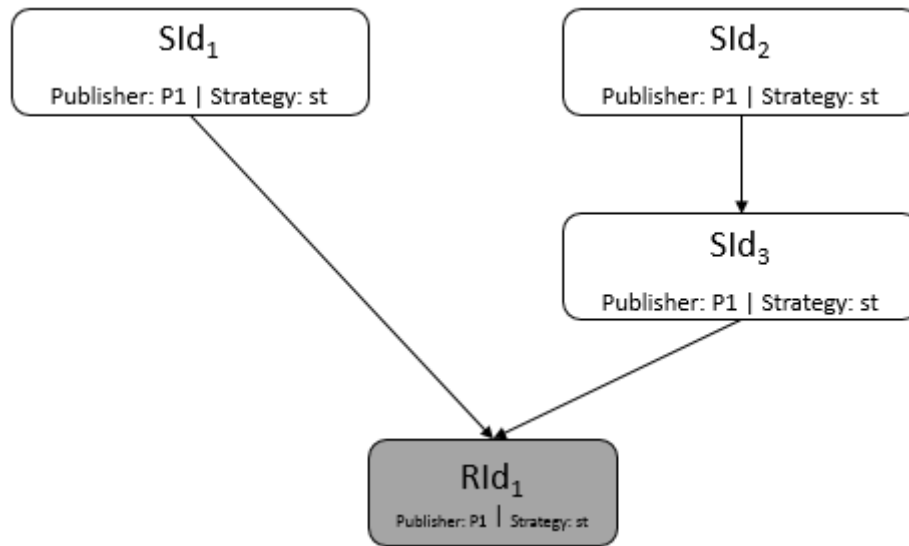 SId₁
Publisher: P1 | Strategy: st
SId₂
Publisher: P1 | Strategy: st
SId₃
Publisher: P1 | Strategy: st
RId₁
Publisher: P1 | Strategy: st